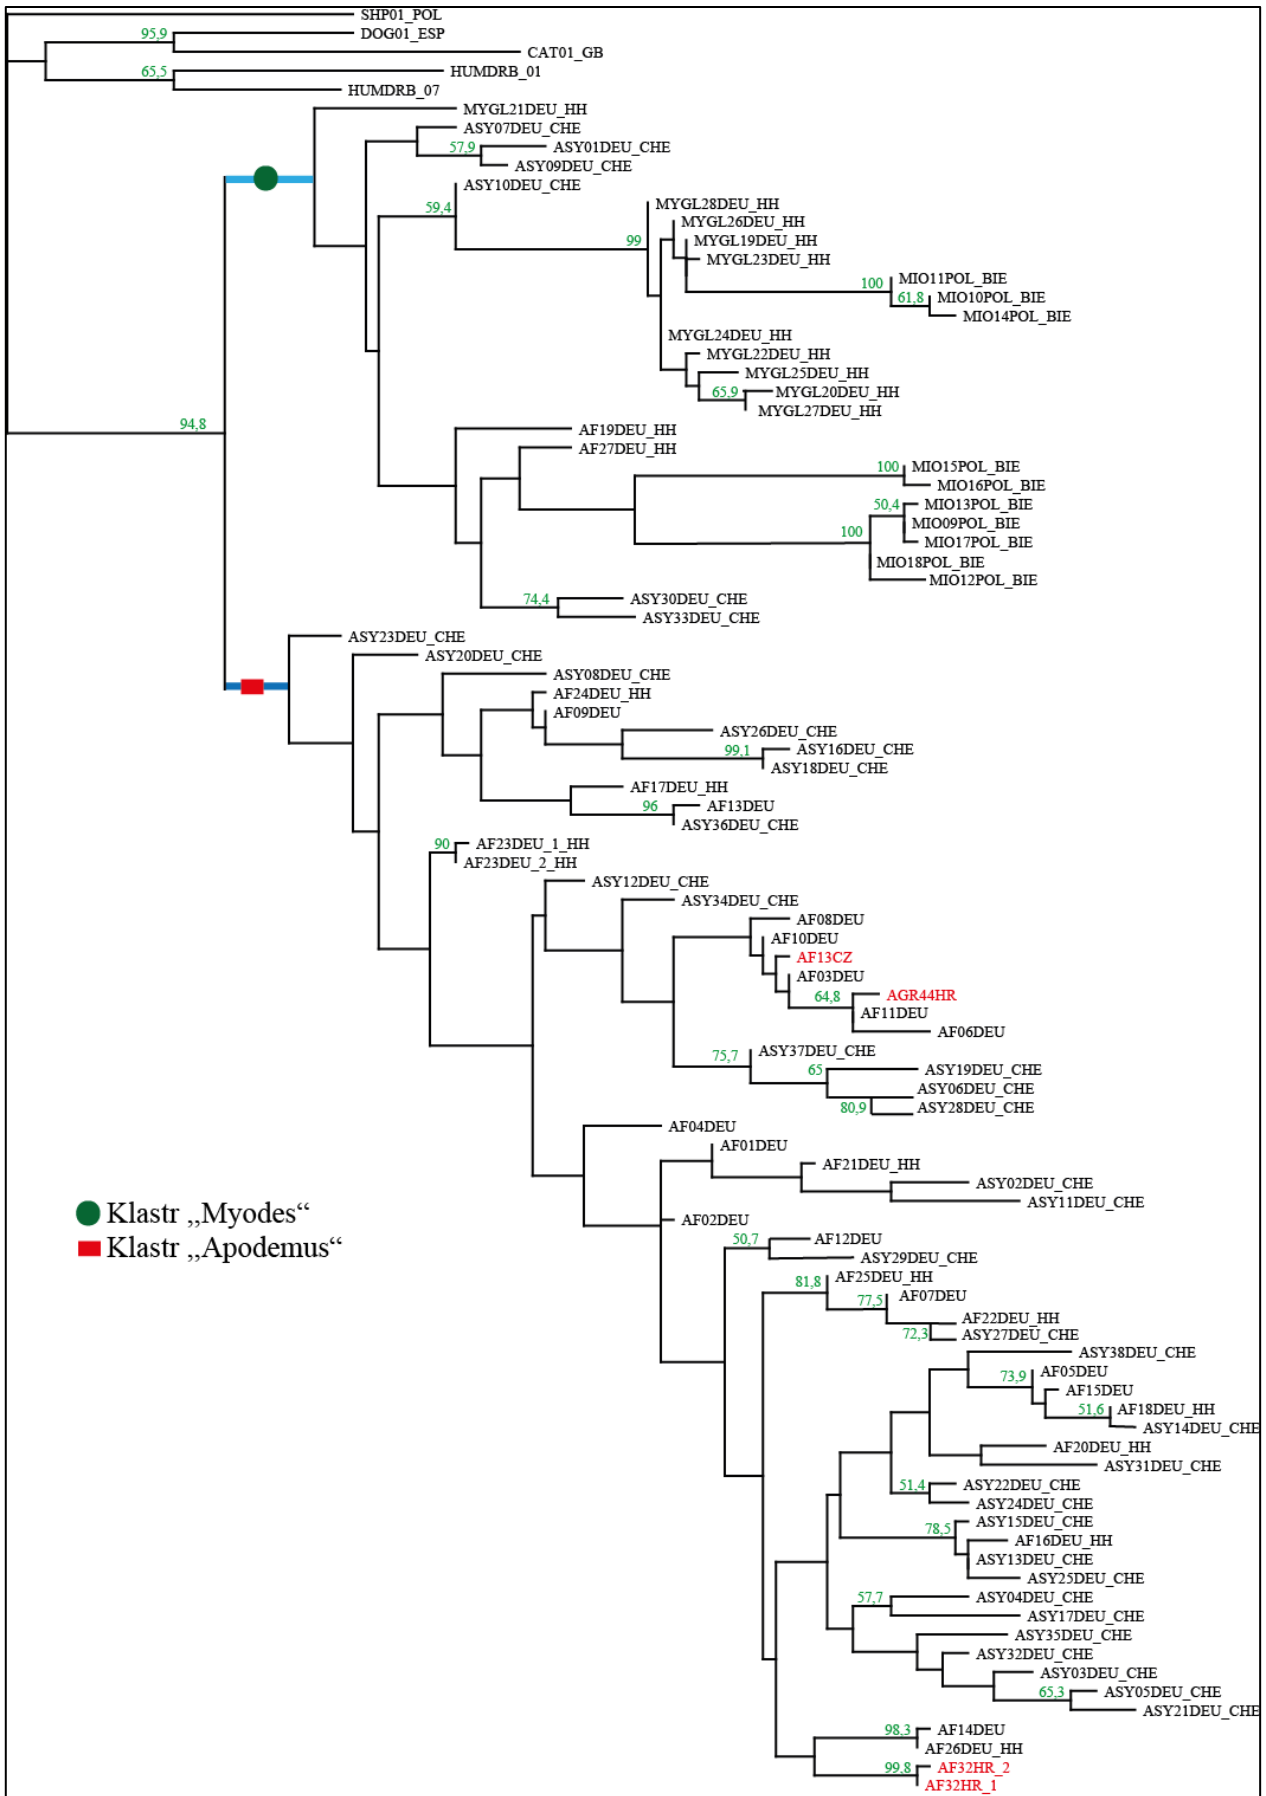 SHP01_POL
95,9 DOG01_ESP
CAT01_GB
65,5 HUMDRB_01
HUMDRB_07
MYGL21DEU_HH
ASY07DEU_CHE
57,9 ASY01DEU_CHE
ASY09DEU_CHE
ASY10DEU_CHE
59,4 MYGL28DEU_HH
MYGL26DEU_HH
99 MYGL19DEU_HH
MYGL23DEU_HH
100 MIO11POL_BIE
61,8 MIO10POL_BIE
MIO14POL_BIE
MYGL24DEU_HH
MYGL22DEU_HH
MYGL25DEU_HH
65,9 MYGL20DEU_HH
MYGL27DEU_HH
94,8 AF19DEU_HH
AF27DEU_HH
100 MIO15POL_BIE
MIO16POL_BIE
50,4 MIO13POL_BIE
MIO09POL_BIE
100 MIO17POL_BIE
MIO18POL_BIE
MIO12POL_BIE
74,4 ASY30DEU_CHE
ASY33DEU_CHE
ASY23DEU_CHE
ASY20DEU_CHE
ASY08DEU_CHE
AF24DEU_HH
AF09DEU
ASY26DEU_CHE
99,1 ASY16DEU_CHE
ASY18DEU_CHE
AF17DEU_HH
96 AF13DEU
ASY36DEU_CHE
90 AF23DEU_1_HH
AF23DEU_2_HH
ASY12DEU_CHE
ASY34DEU_CHE
AF08DEU
AF10DEU
AF13CZ
AF03DEU
64,8 AGR44HR
AF11DEU
AF06DEU
75,7 ASY37DEU_CHE
65 ASY19DEU_CHE
ASY06DEU_CHE
80,9 ASY28DEU_CHE
AF04DEU
AF01DEU
AF21DEU_HH
ASY02DEU_CHE
ASY11DEU_CHE
Klastr „Myodes“
AF02DEU
50,7 AF12DEU
Klastr „Apodemus“
ASY29DEU_CHE
81,8 AF25DEU_HH
77,5 AF07DEU
AF22DEU_HH
72,3 ASY27DEU_CHE
ASY38DEU_CHE
73,9 AF05DEU
AF15DEU
51,6 AF18DEU_HH
ASY14DEU_CHE
AF20DEU_HH
ASY31DEU_CHE
51,4 ASY22DEU_CHE
ASY24DEU_CHE
78,5 ASY15DEU_CHE
AF16DEU_HH
ASY13DEU_CHE
ASY25DEU_CHE
57,7 ASY04DEU_CHE
ASY17DEU_CHE
ASY35DEU_CHE
ASY32DEU_CHE
ASY03DEU_CHE
65,3 ASY05DEU_CHE
ASY21DEU_CHE
98,3 AF14DEU
AF26DEU_HH
99,8 AF32HR_2
AF32HR_1